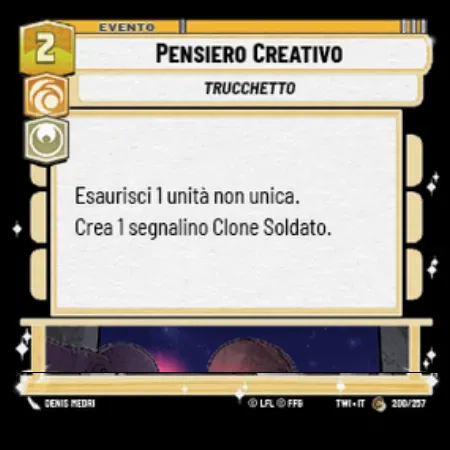 EVENTO
2
PENSIERO CREATIVO
TRUCCHETTO
Esaurisci 1 unità non unica.
Crea 1 segnalino Clone Soldato.
DENIS MEDRI
© LFL © FFG
TWI • IT
200/257